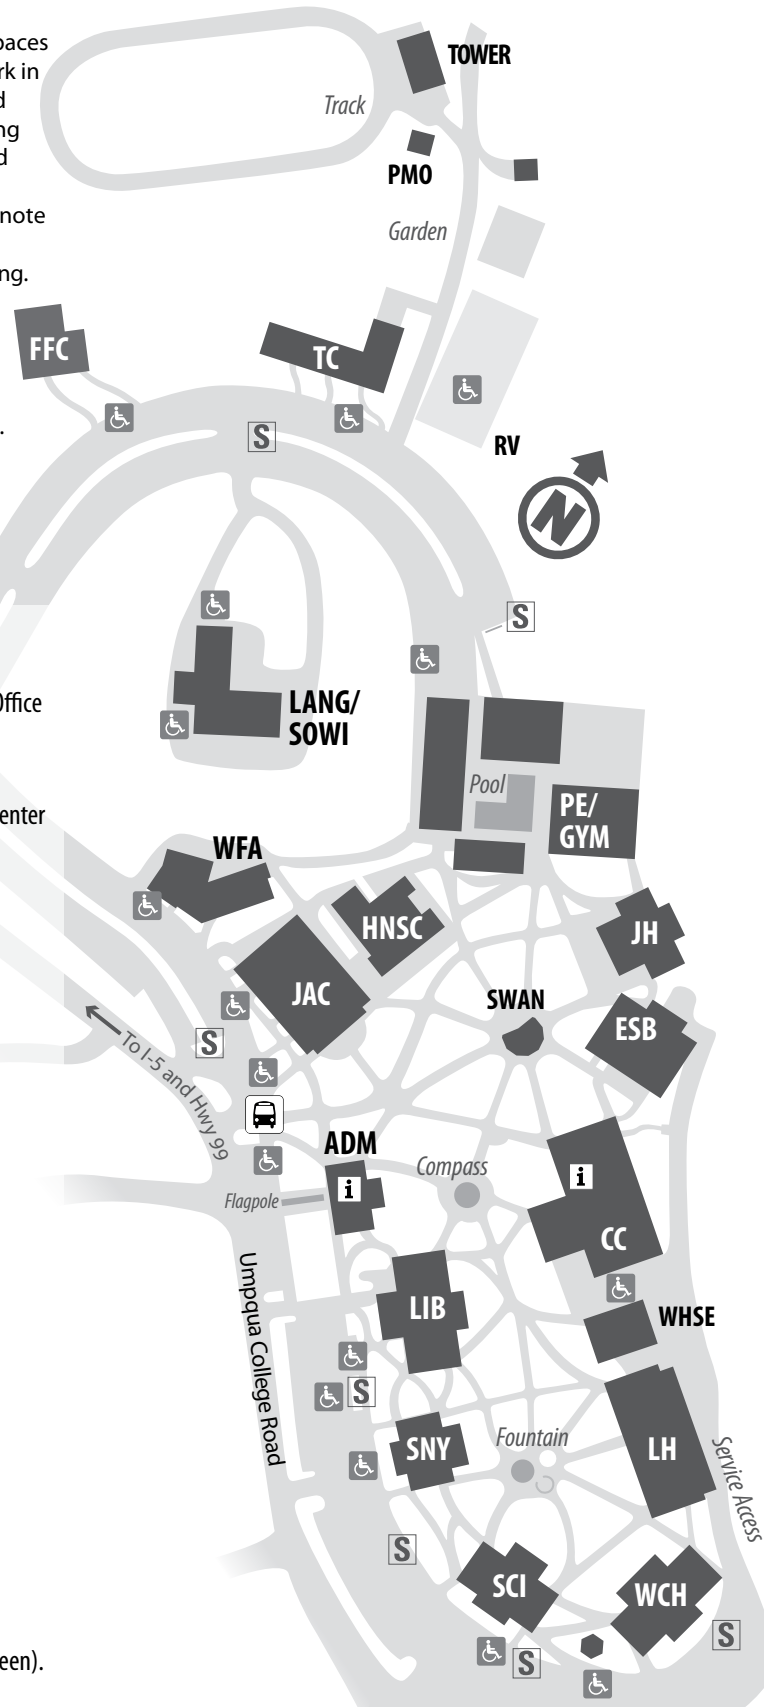 paces
rk in
d
ng
d
note
ng.
.
Office
enter
een).
TOWER
Track
PMO
Garden
FFC
TC
S
RV
N
S
LANG/
SOWI
Pool
PE/
GYM
WFA
HNSC
JH
JAC
SWAN
ESB
S
To I-5 and Hwy 99
ADM
i
Compass
i
Flagpole
CC
Umpqua College Road
LIB
WHSE
S
SNY
Fountain
LH
Service Access
S
SCI
WCH
S
S